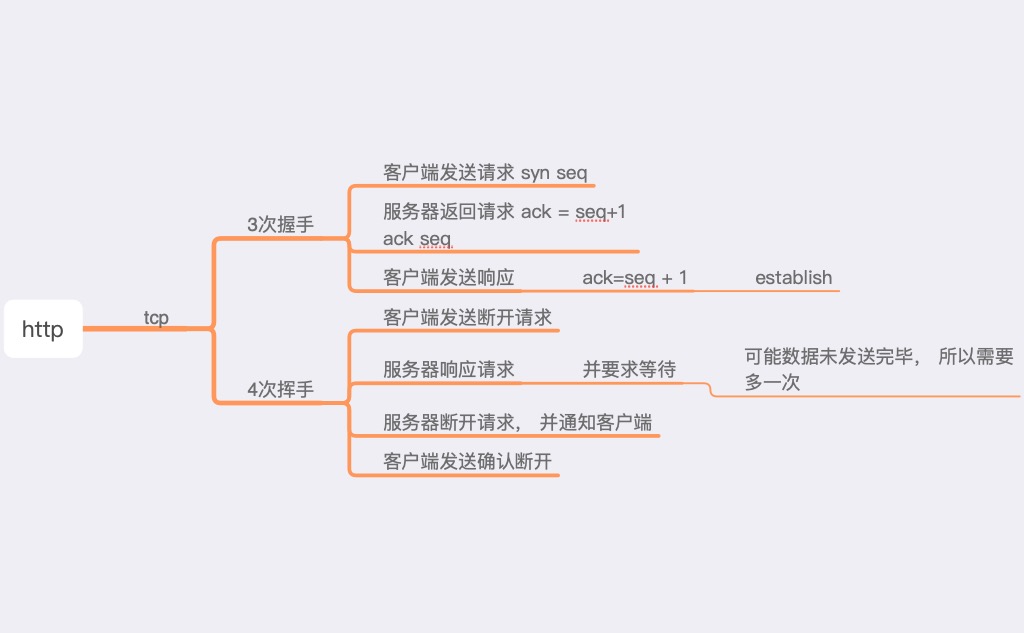 http
tcp
3次握手
客户端发送请求 syn seq
服务器返回请求 ack = seq+1
ack seq
客户端发送响应
ack=seq + 1
establish
4次挥手
客户端发送断开请求
服务器响应请求
并要求等待
可能数据未发送完毕， 所以需要
多一次
服务器断开请求， 并通知客户端
客户端发送确认断开